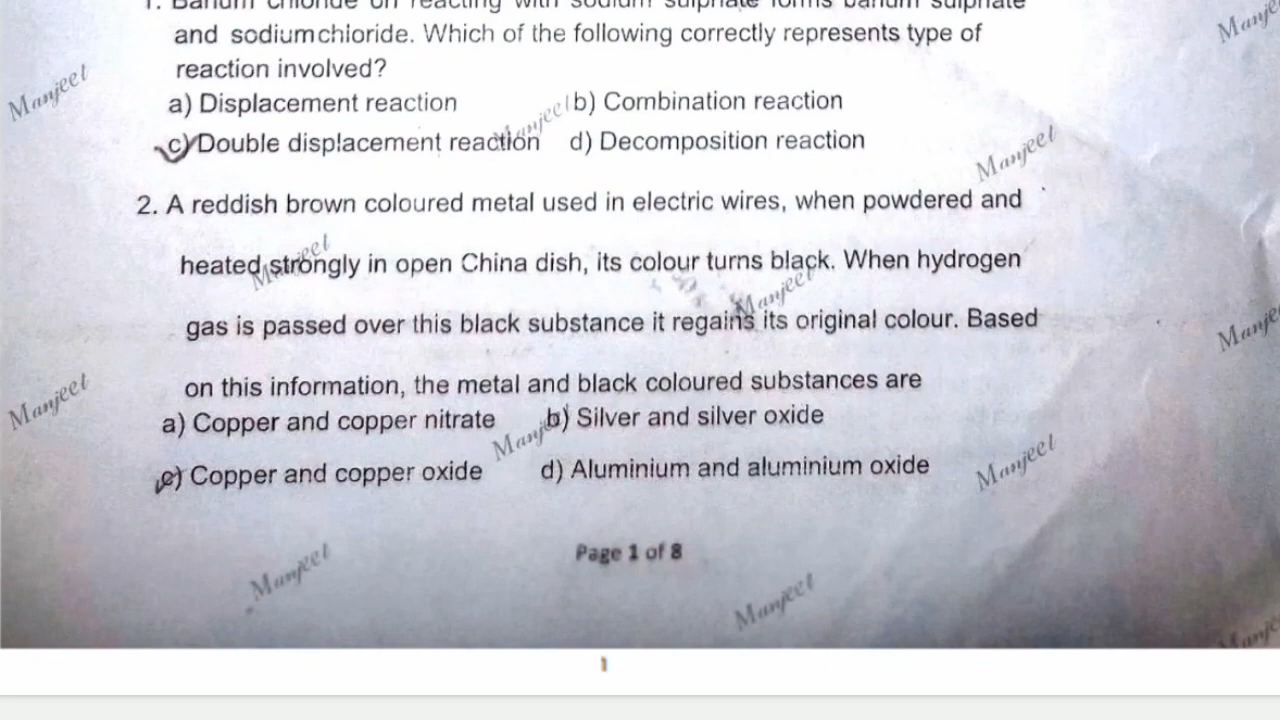 1. Barium chloride on reacting with sodium sulphate forms barium sulphate
and sodiumchloride. Which of the following correctly represents type of
reaction involved?
a) Displacement reaction b) Combination reaction
c) Double displacement reaction d) Decomposition reaction
2. A reddish brown coloured metal used in electric wires, when powdered and
heated strongly in open China dish, its colour turns black. When hydrogen
gas is passed over this black substance it regains its original colour. Based
on this information, the metal and black coloured substances are
a) Copper and copper nitrate b) Silver and silver oxide
c) Copper and copper oxide d) Aluminium and aluminium oxide
Page 1 of 8
1
Manjeet
Manjeet
Manjeet
Manjeet
Manjeet
Manjeet
Manjeet
Manjeet
Manjeet
Manjeet